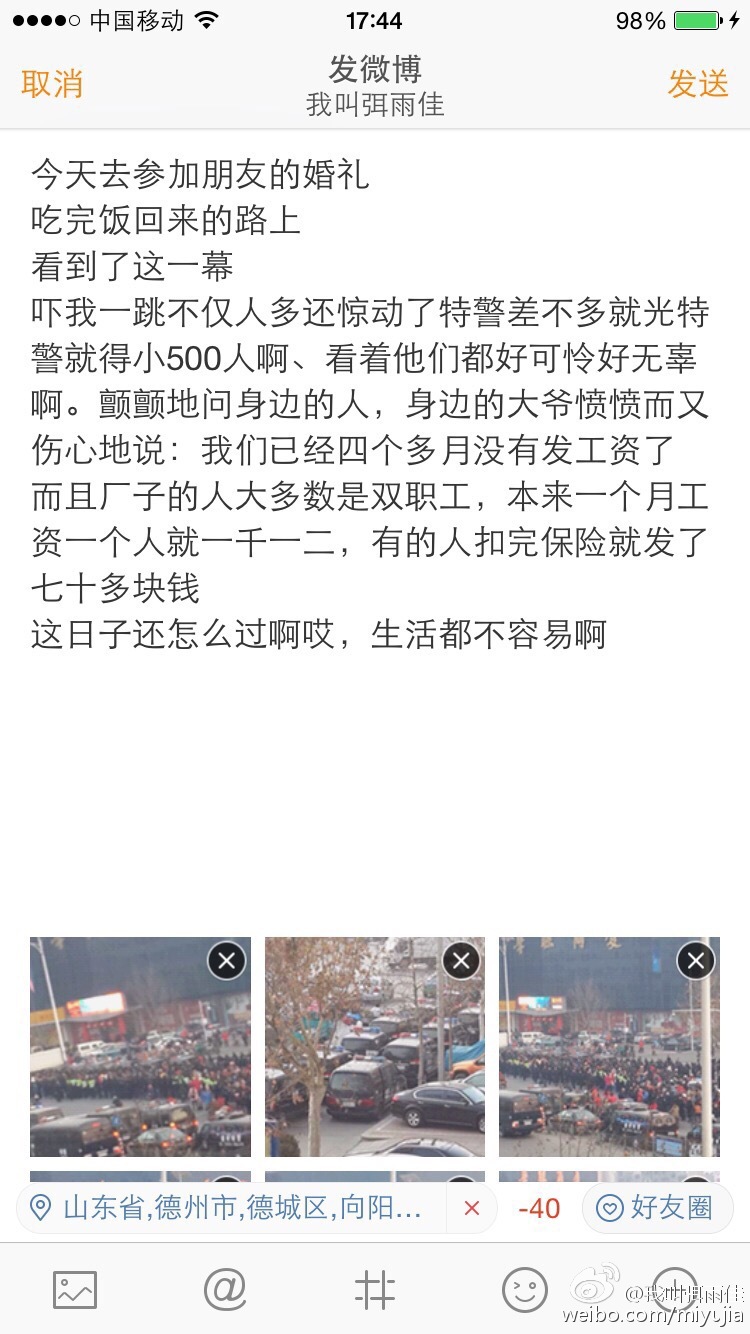 中国移动 17:44 98%
取消 发微博 发送
我叫弭雨佳
今天去参加朋友的婚礼
吃完饭回来的路上
看到了这一幕
吓我一跳不仅人多还惊动了特警差不多就光特
警就得小500人啊、看着他们都好可怜好无辜
啊。颤颤地问身边的人，身边的大爷愤愤而又
伤心地说：我们已经四个多月没有发工资了
而且厂子的人大多数是双职工，本来一个月工
资一个人就一千一二，有的人扣完保险就发了
七十多块钱
这日子还怎么过啊哎，生活都不容易啊
山东省,德州市,德城区,向阳... -40 好友圈
@我叫弭雨佳
weibo.com/miyujia